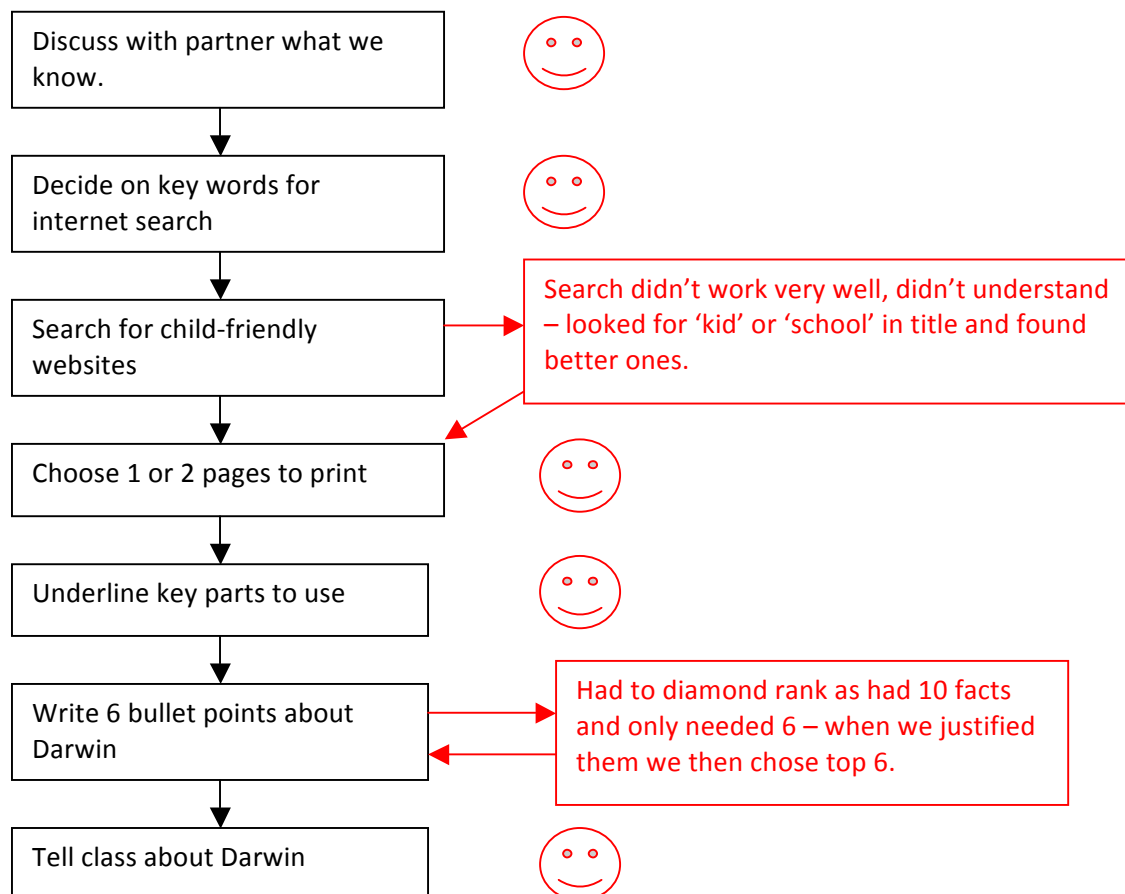 Discuss with partner what we
know.
Decide on key words for
internet search
Search for child-friendly
websites
Search didn’t work very well, didn’t understand
– looked for ‘kid’ or ‘school’ in title and found
better ones.
Choose 1 or 2 pages to print
Underline key parts to use
Write 6 bullet points about
Darwin
Had to diamond rank as had 10 facts
and only needed 6 – when we justified
them we then chose top 6.
Tell class about Darwin